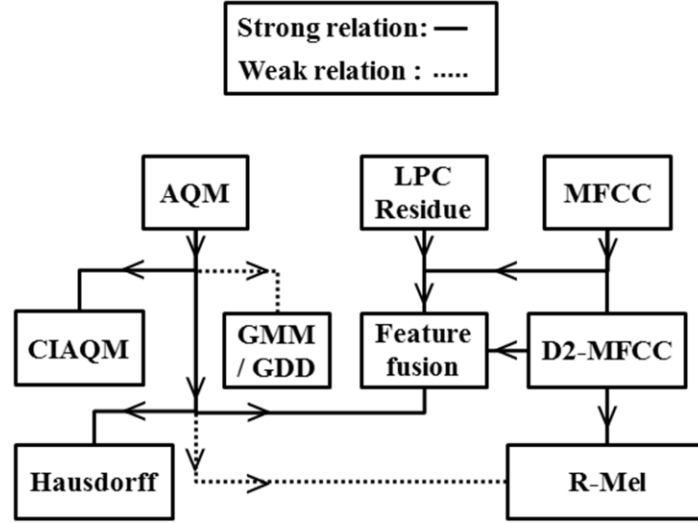 Strong relation:
Weak relation :
AQM
LPC
Residue
MFCC
CIAQM
GMM
/ GDD
Feature
fusion
D2-MFCC
Hausdorff
R-Mel